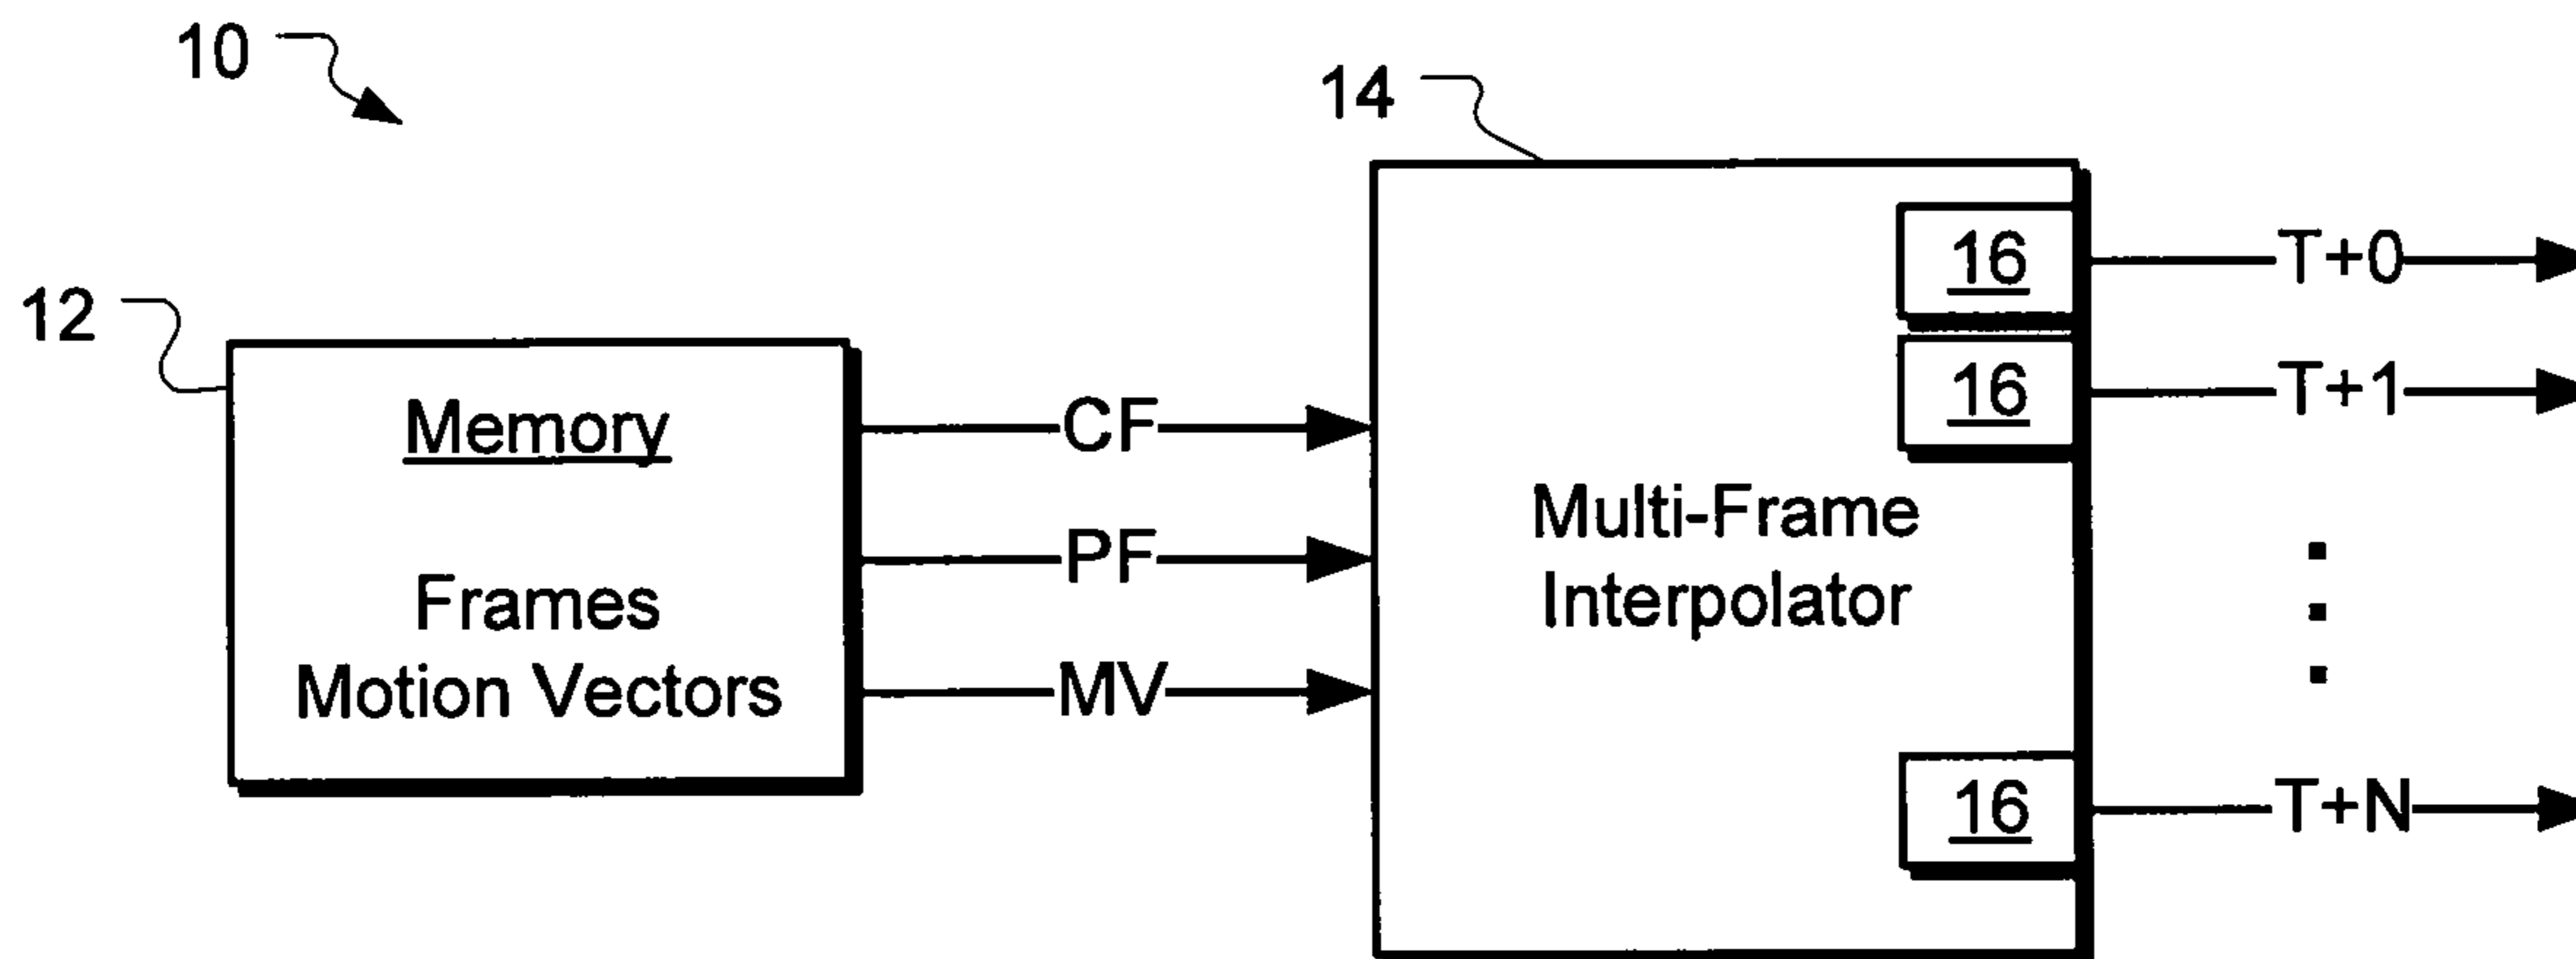 10
14
12
Memory
Frames
Motion Vectors
CF
PF
MV
Multi-Frame
Interpolator
16
T+0
16
T+1
16
T+N